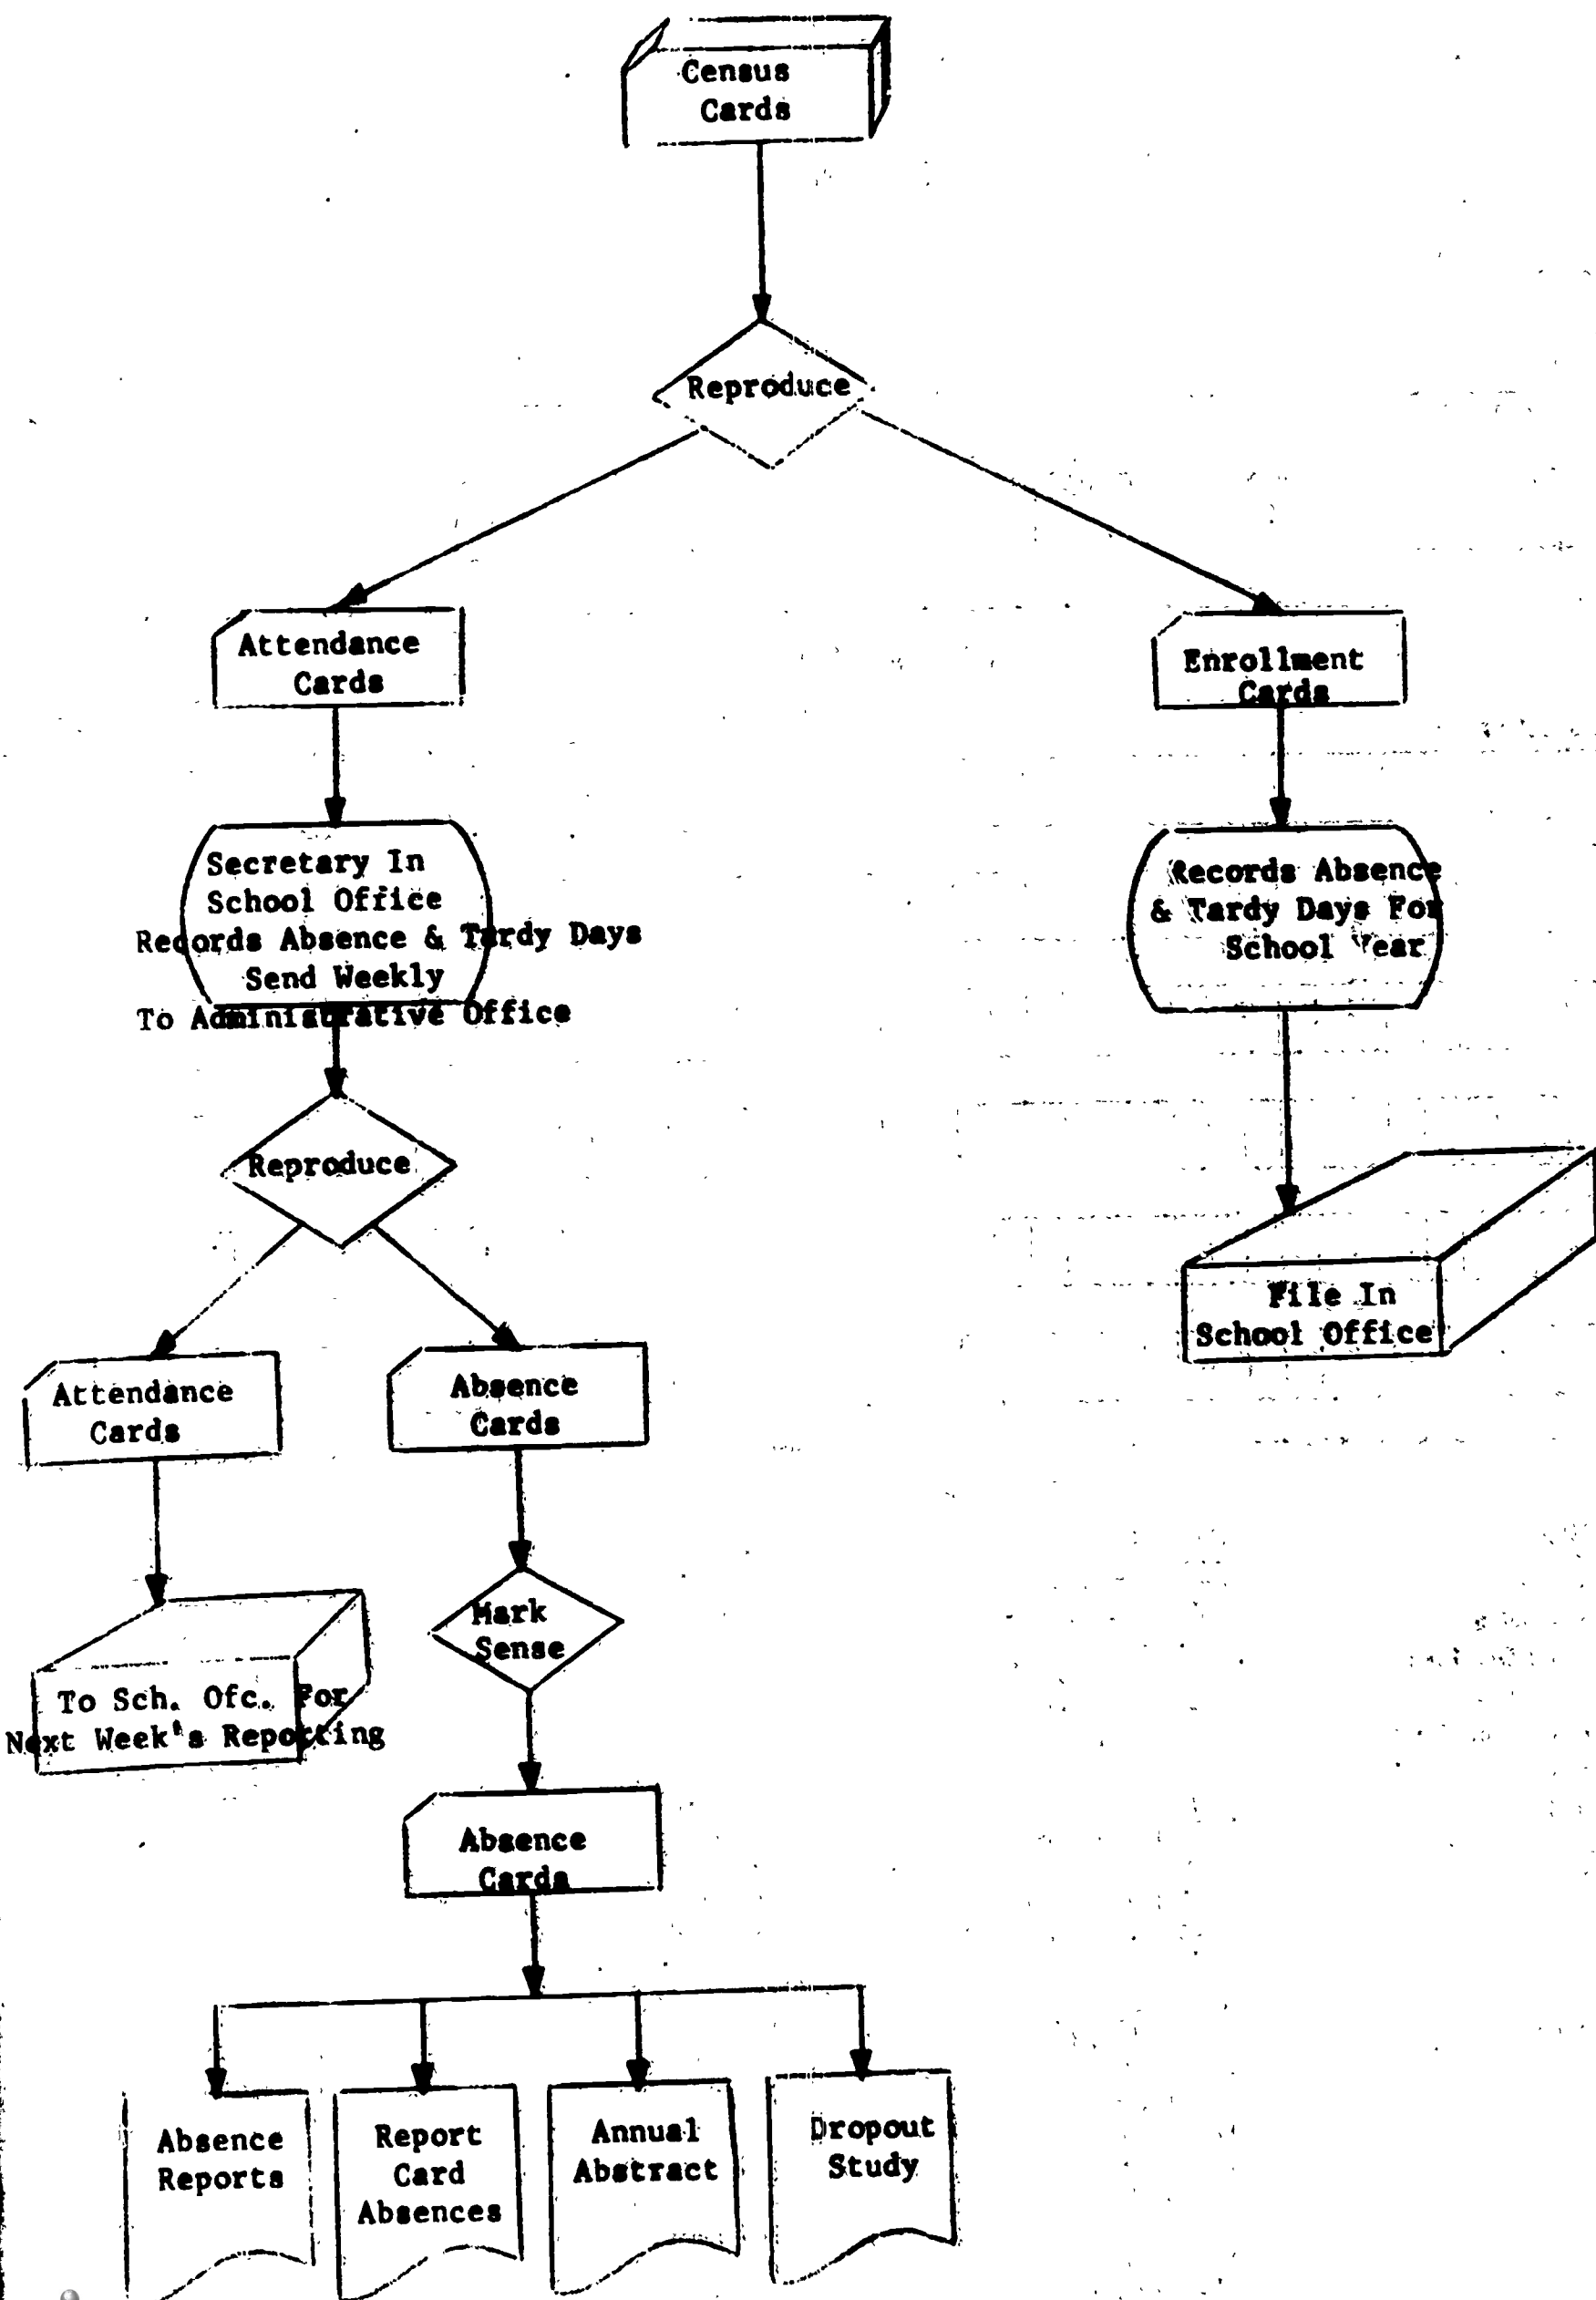 Census
Cards
Reproduce
Attendance
Cards
Enrollment
Cards
Secretary In
School Office
Records Absence & Tardy Days
Send Weekly
To Administrative Office
Records Absence
& Tardy Days For
School Year
Reproduce
File In
School Office
Attendance
Cards
Absence
Cards
Mark
Sense
To Sch. Ofc. For
Next Week's Reporting
Absence
Cards
Absence
Reports
Report
Card
Absences
Annual
Abstract
Dropout
Study